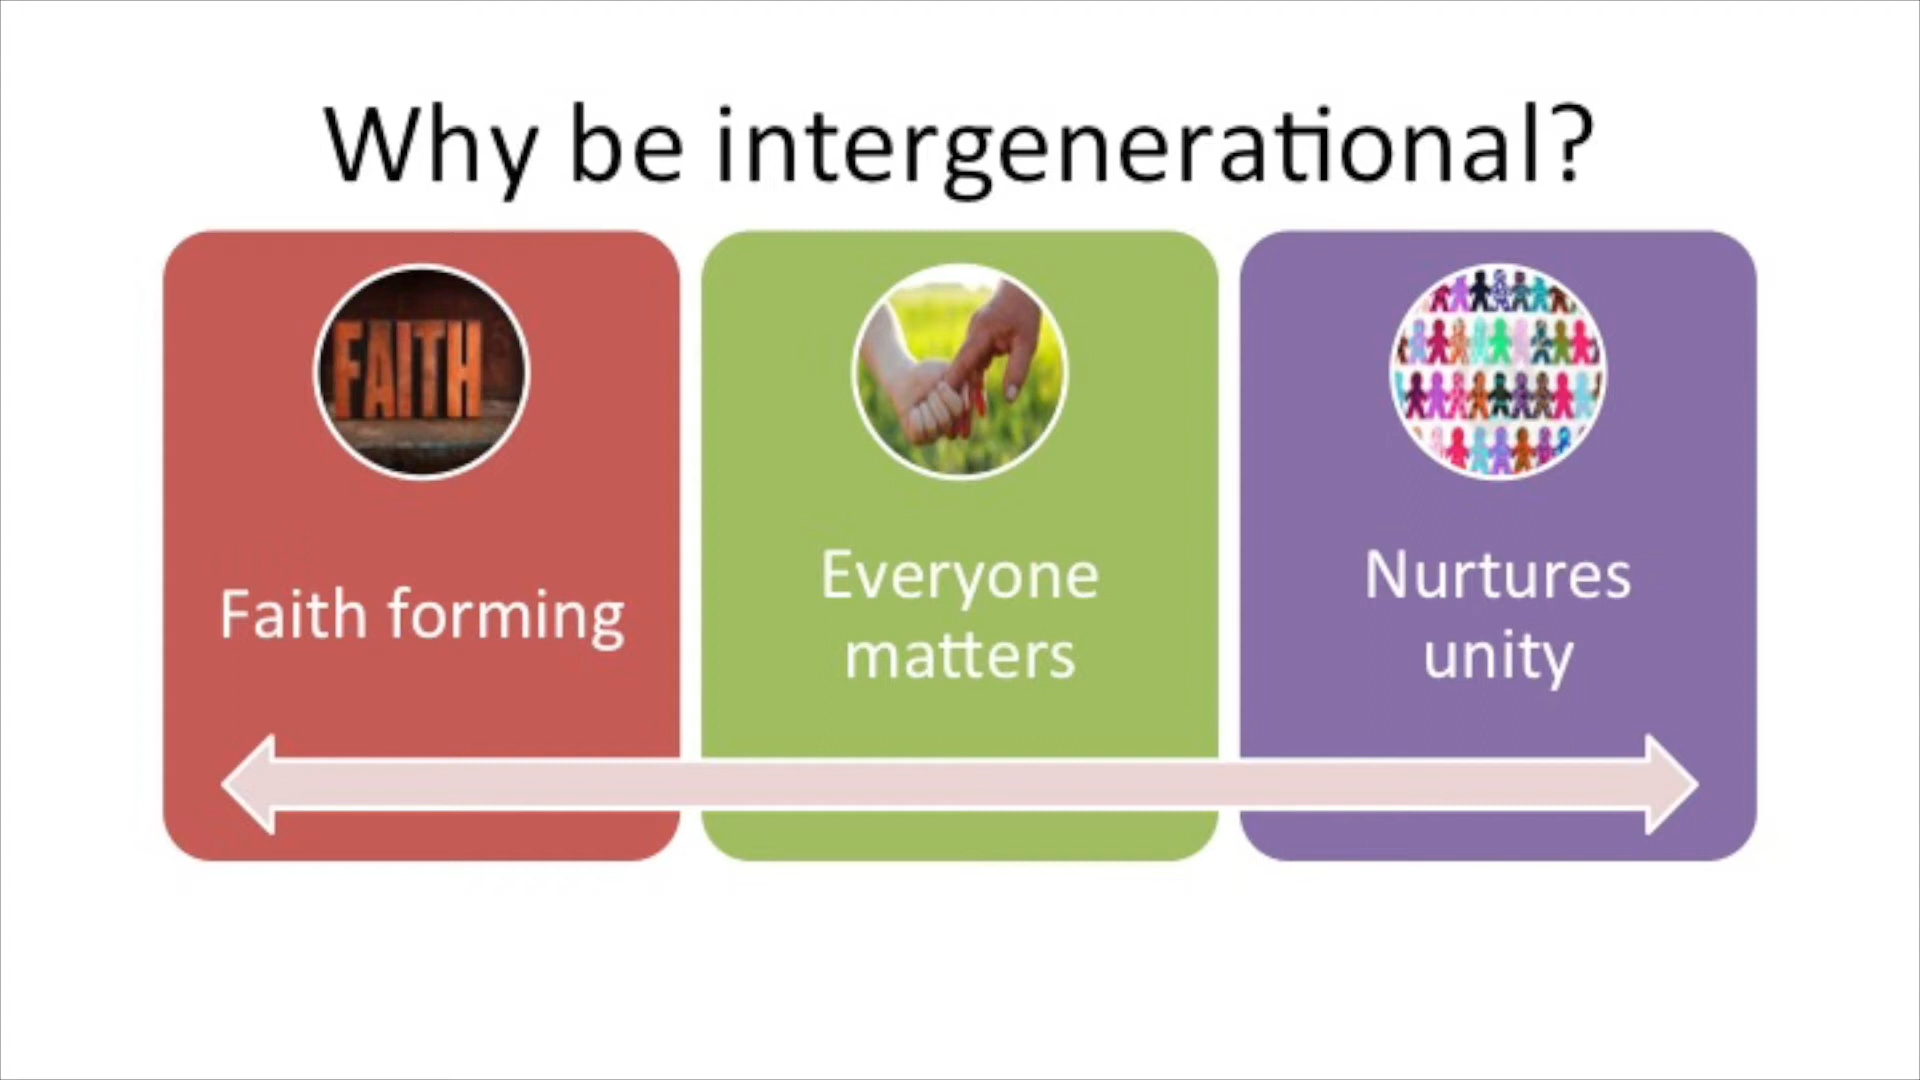 Why be intergenerational?
FAITH
Faith forming
Everyone
matters
Nurtures
unity